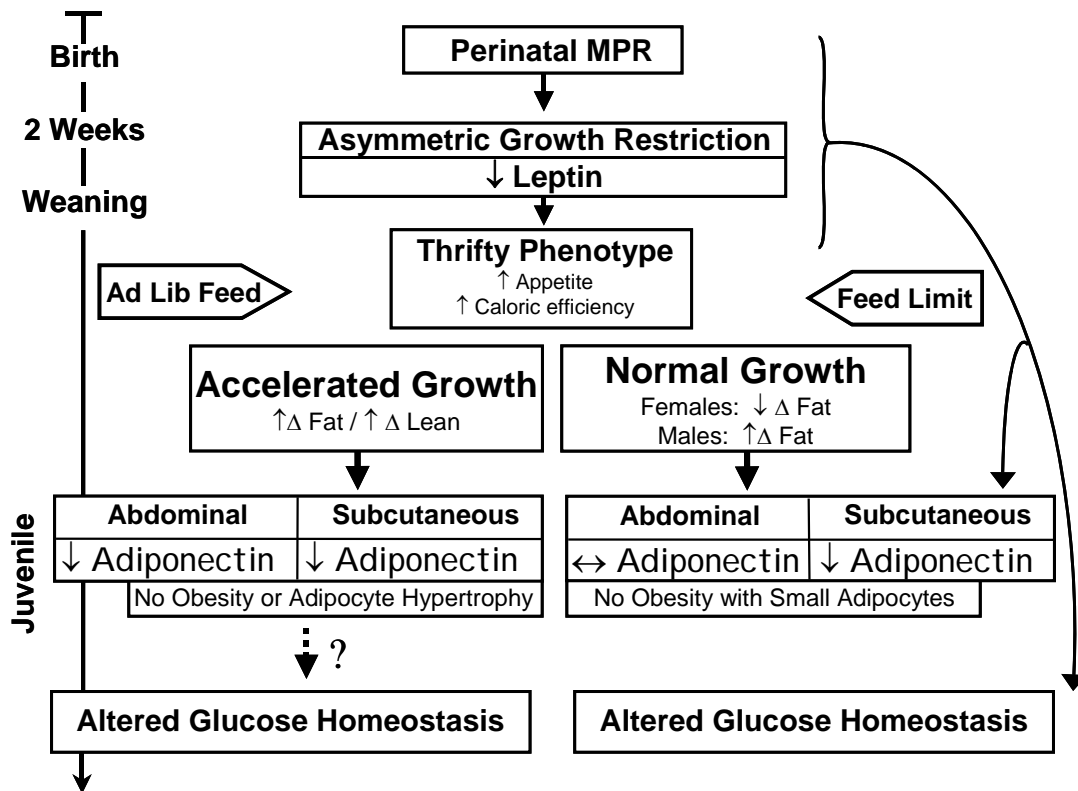 Birth
2 Weeks
Weaning
Juvenile
Perinatal MPR
Asymmetric Growth Restriction
↓ Leptin
Thrifty Phenotype
↑ Appetite
↑ Caloric efficiency
Ad Lib Feed
Feed Limit
Accelerated Growth
↑Δ Fat / ↑ Δ Lean
Normal Growth
Females: ↓ Δ Fat
Males: ↑Δ Fat
Abdominal
Subcutaneous
↓ Adiponectin
↓ Adiponectin
No Obesity or Adipocyte Hypertrophy
Abdominal
Subcutaneous
↔ Adiponectin
↓ Adiponectin
No Obesity with Small Adipocytes
?
Altered Glucose Homeostasis
Altered Glucose Homeostasis